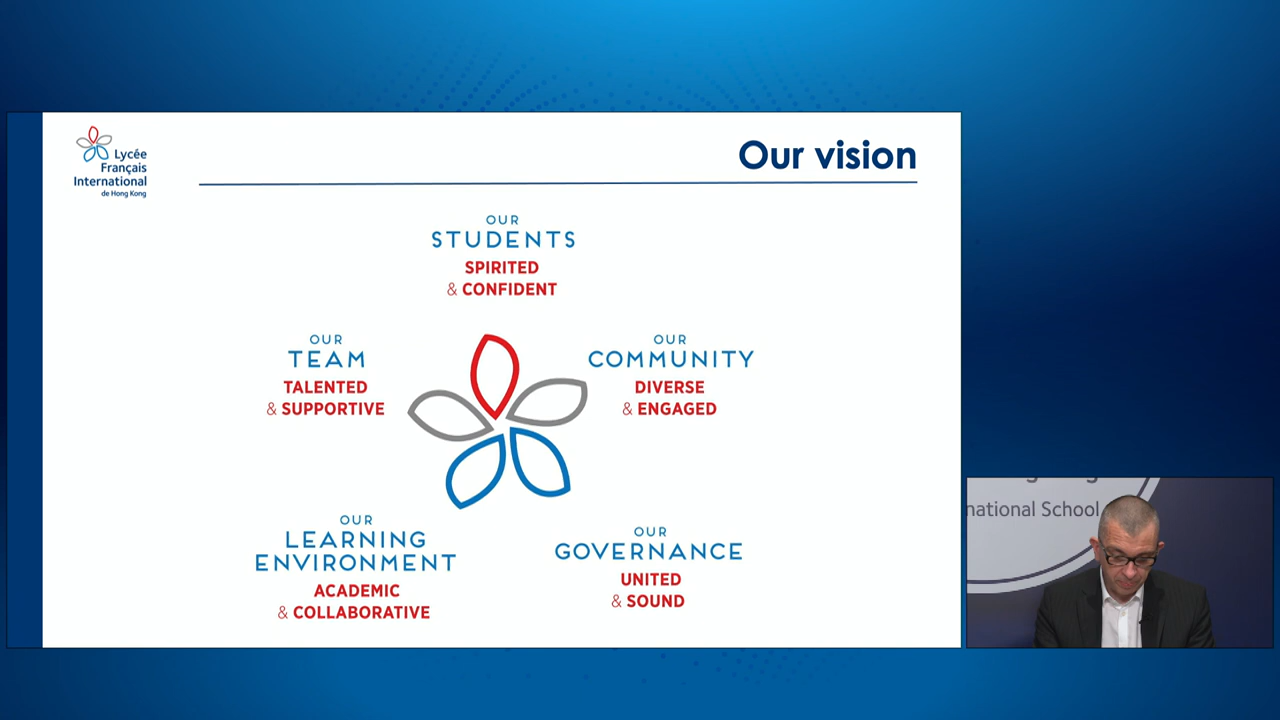 Lycée
Français
International
de Hong Kong
Our vision
OUR
STUDENTS
SPIRITED
& CONFIDENT
OUR
TEAM
TALENTED
& SUPPORTIVE
OUR
COMMUNITY
DIVERSE
& ENGAGED
OUR
LEARNING
ENVIRONMENT
ACADEMIC
& COLLABORATIVE
OUR
GOVERNANCE
UNITED
& SOUND
national School